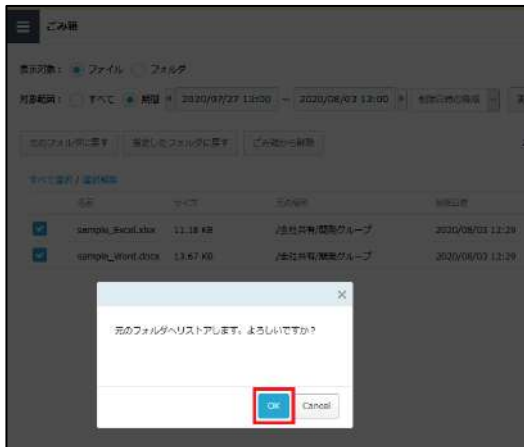 ごみ箱
表示対象： ファイル フォルダ
対象範囲： すべて 期間 2020/07/27 13:00 ～ 2020/08/03 13:00
元のフォルダに戻す 指定したフォルダに戻す ごみ箱から削除
すべて選択 / 選択解除
名前 サイズ 元の場所 削除日時
sample_Excel.xlsx 11.18 KB /会社共有/開発グループ 2020/08/03 12:29
sample_Word.docx 13.67 KB /会社共有/開発グループ 2020/08/03 12:29
×
元のフォルダへリストアします。よろしいですか？
OK Cancel